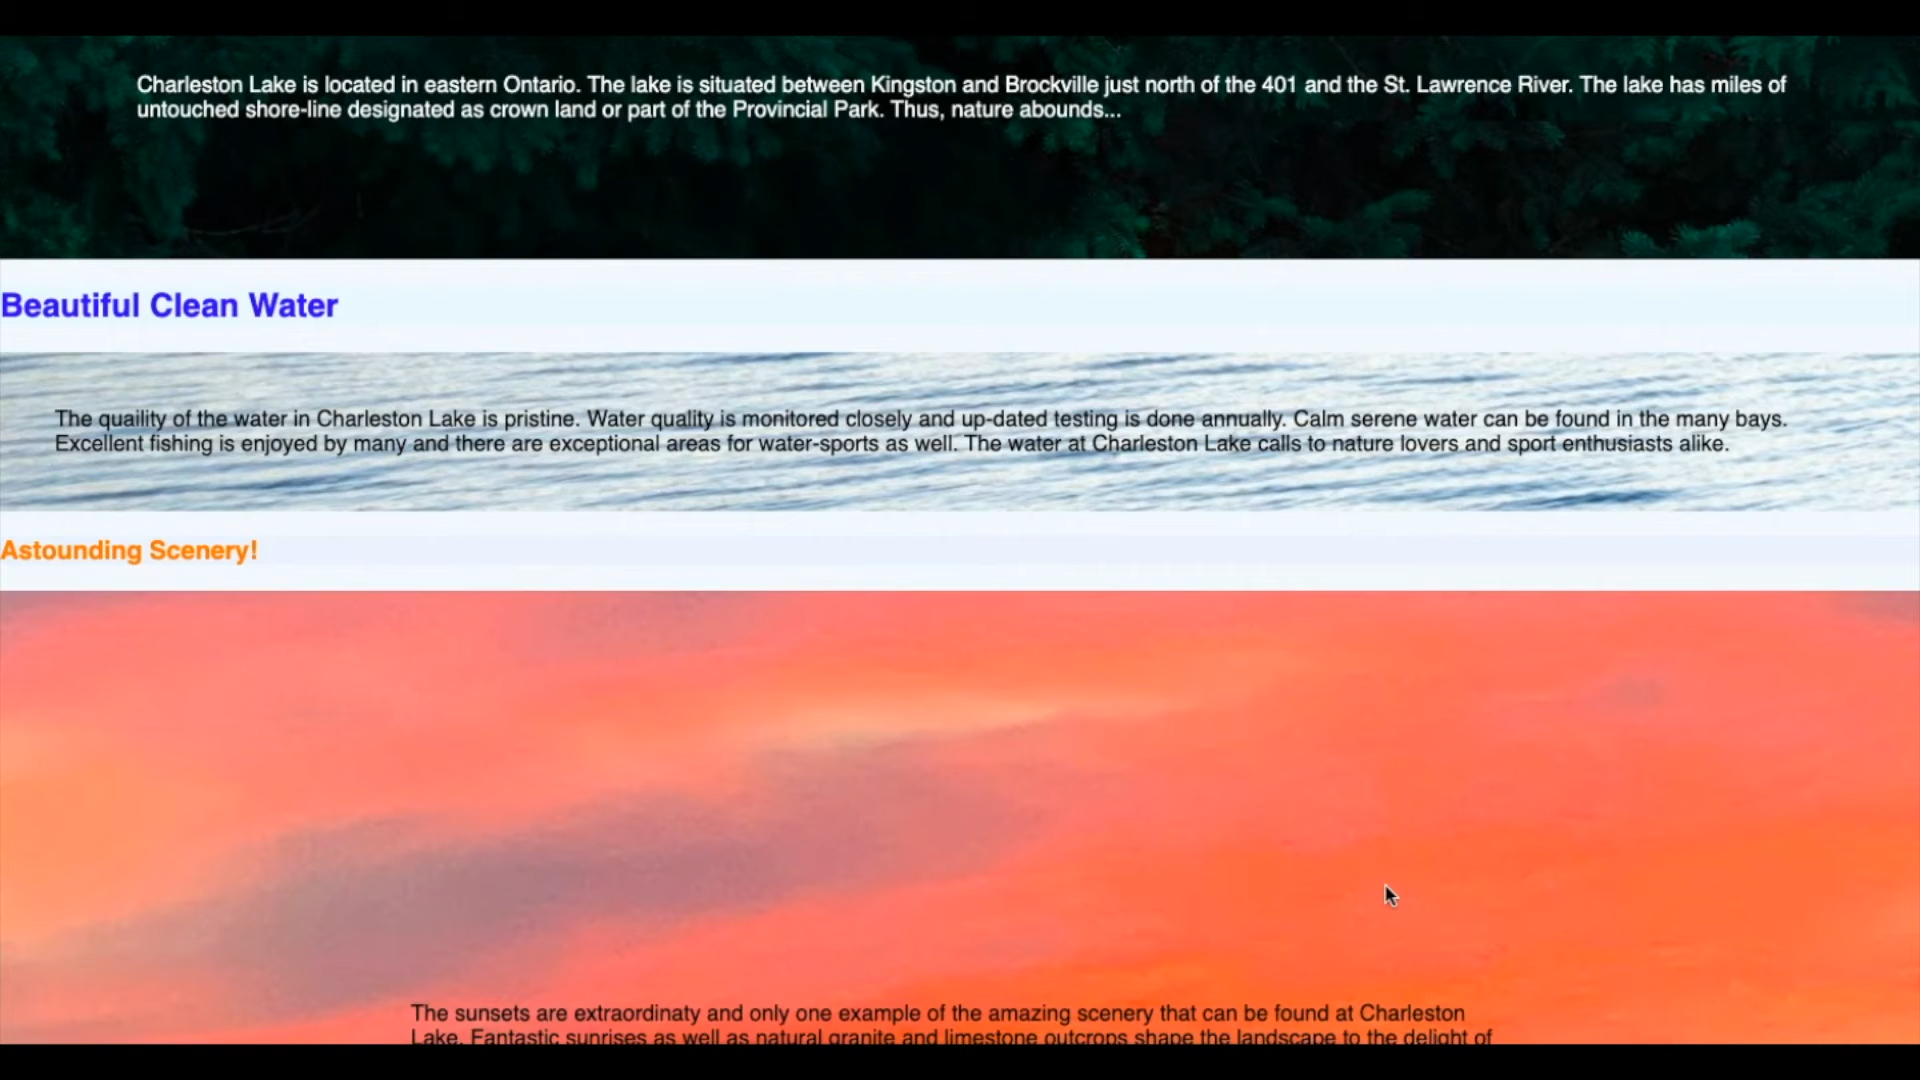 Charleston Lake is located in eastern Ontario. The lake is situated between Kingston and Brockville just north of the 401 and the St. Lawrence River. The lake has miles of
untouched shore-line designated as crown land or part of the Provincial Park. Thus, nature abounds...
Beautiful Clean Water
The quaility of the water in Charleston Lake is pristine. Water quality is monitored closely and up-dated testing is done annually. Calm serene water can be found in the many bays.
Excellent fishing is enjoyed by many and there are exceptional areas for water-sports as well. The water at Charleston Lake calls to nature lovers and sport enthusiasts alike.
Astounding Scenery!
The sunsets are extraordinaty and only one example of the amazing scenery that can be found at Charleston
Lake. Fantastic sunrises as well as natural granite and limestone outcrops shape the landscape to the delight of